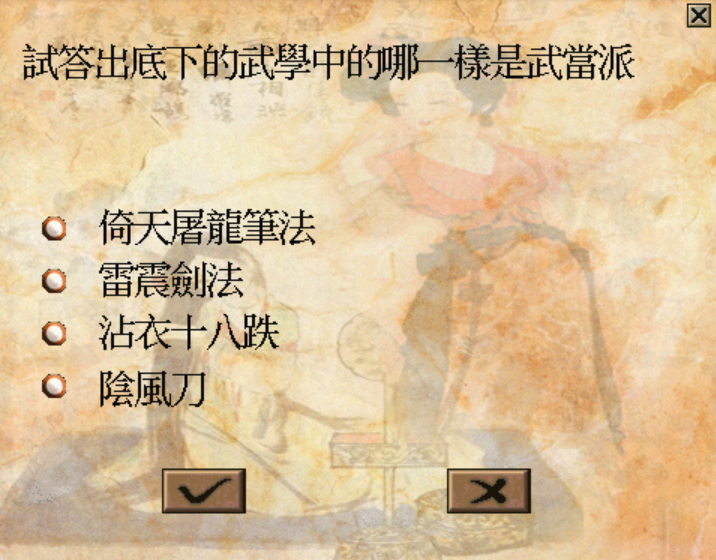 試答出底下的武學中的哪一樣是武當派
倚天屠龍筆法
雷震劍法
沾衣十八跌
陰風刀